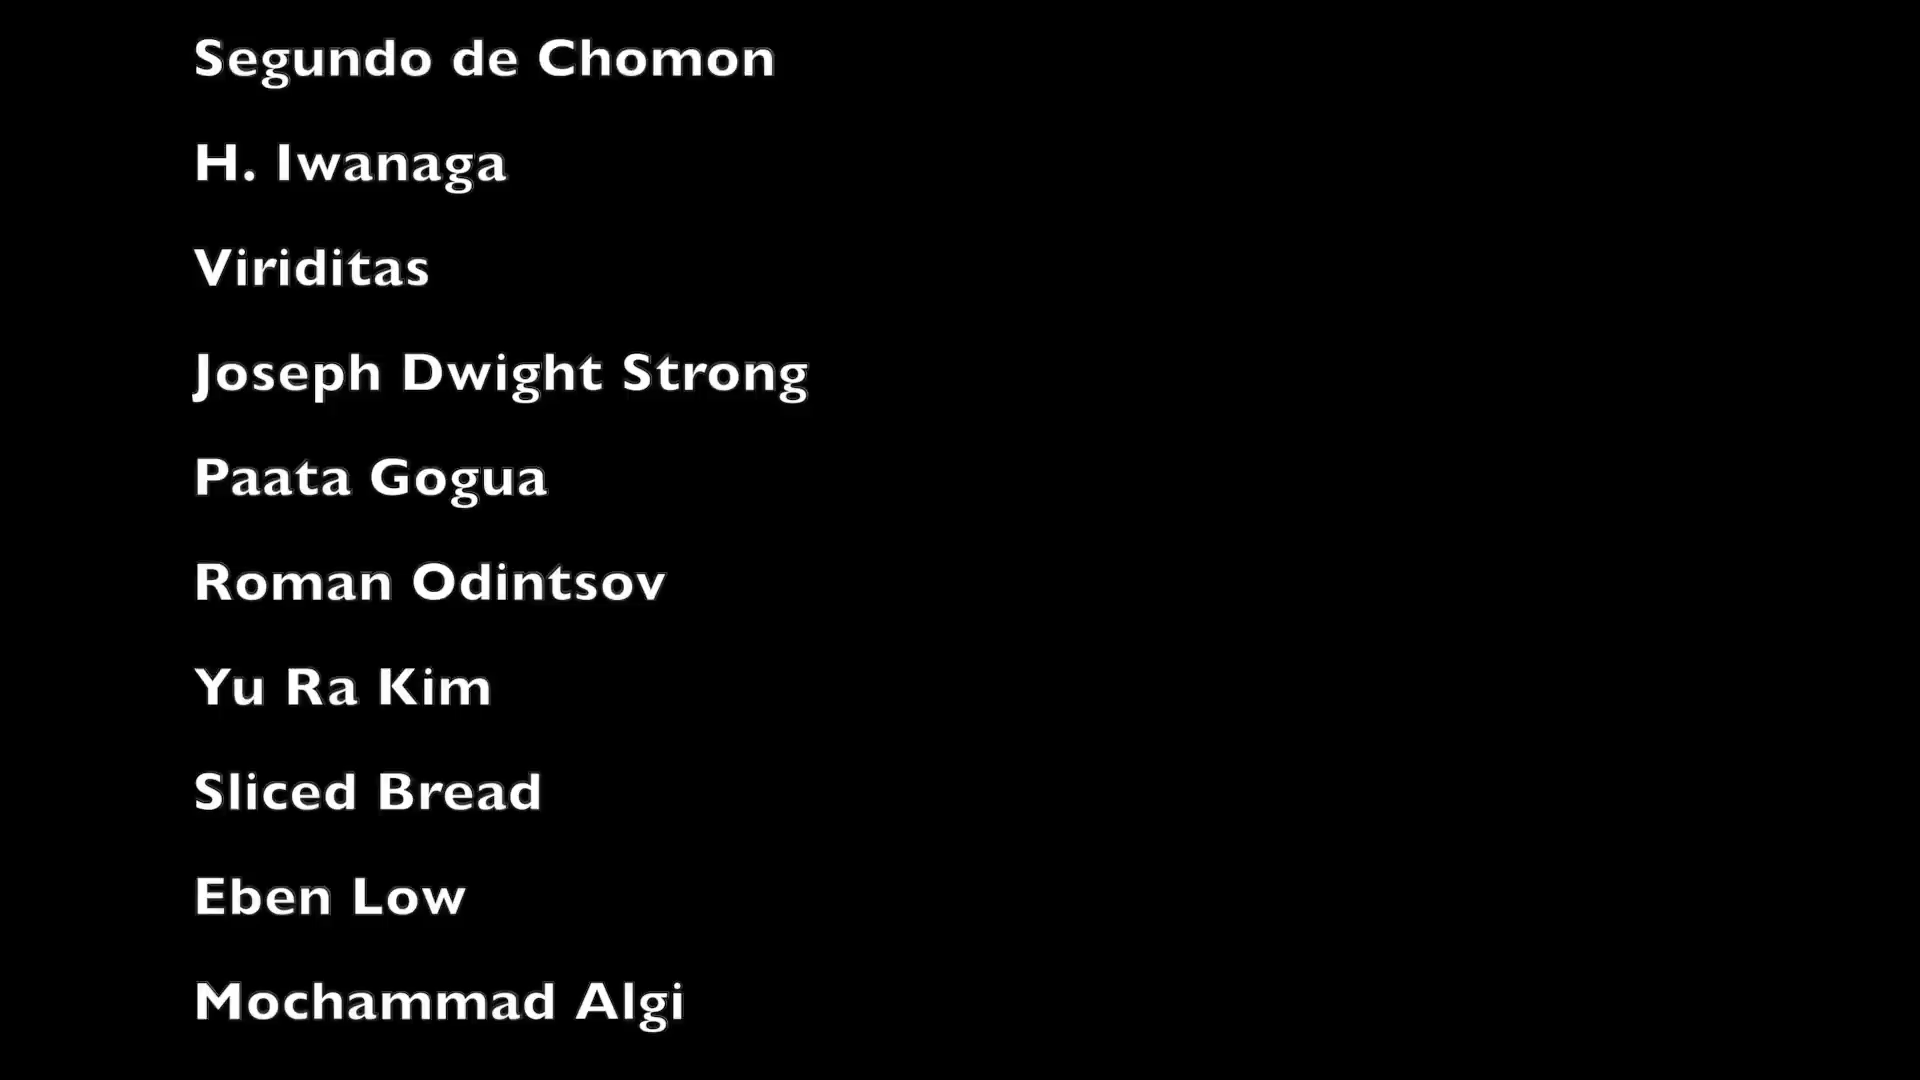 Segundo de Chomon
H. Iwanaga
Viriditas
Joseph Dwight Strong
Paata Gogua
Roman Odintsov
Yu Ra Kim
Sliced Bread
Eben Low
Mochammad Algi